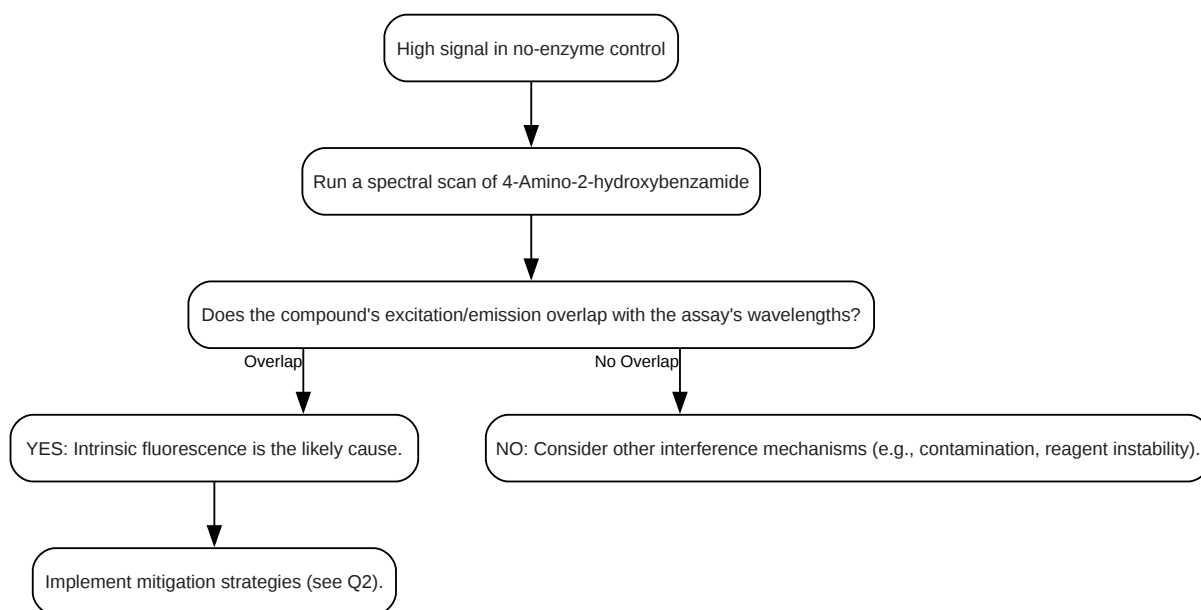 High signal in no-enzyme control
Run a spectral scan of 4-Amino-2-hydroxybenzamide
Does the compound's excitation/emission overlap with the assay's wavelengths?
Overlap
No Overlap
YES: Intrinsic fluorescence is the likely cause.
NO: Consider other interference mechanisms (e.g., contamination, reagent instability).
Implement mitigation strategies (see Q2).